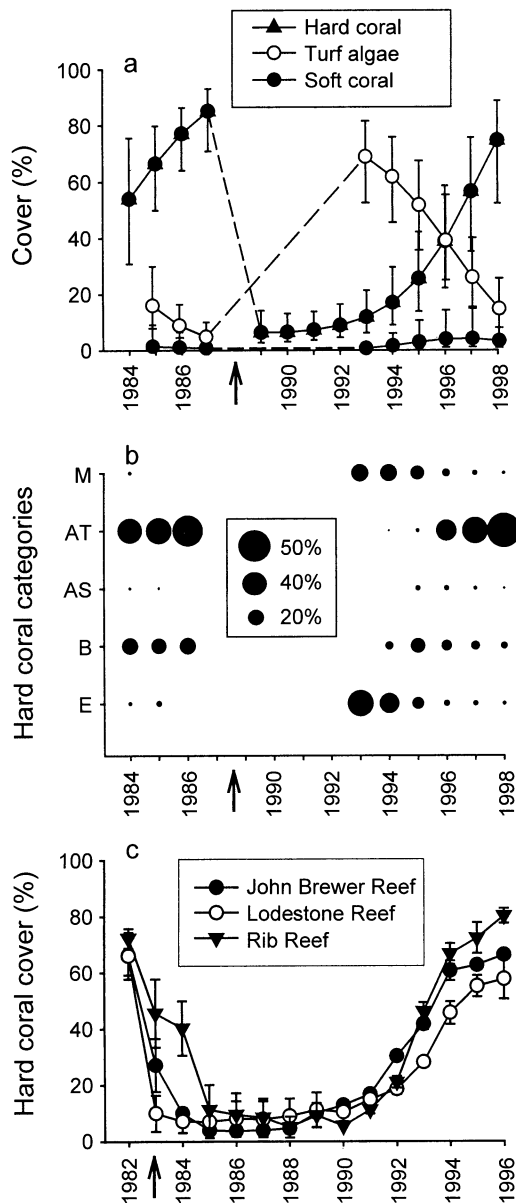 a
Hard coral
Turf algae
Soft coral
Cover (%)
100
80
60
40
20
0
1984
1986
1990
1992
1994
1996
1998
b
Hard coral categories
M
AT
AS
B
E
50%
40%
20%
1984
1986
1990
1992
1994
1996
1998
c
John Brewer Reef
Lodestone Reef
Rib Reef
Hard coral cover (%)
100
80
60
40
20
0
1982
1984
1986
1988
1990
1992
1994
1996